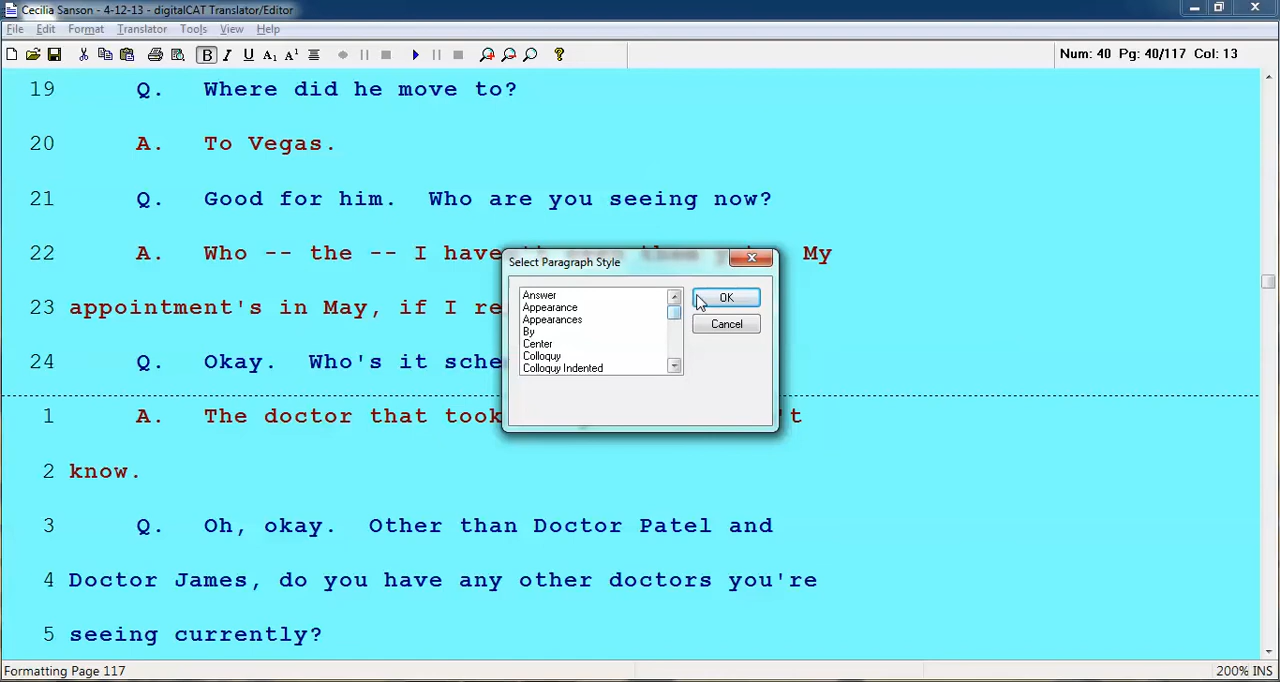 Cecilia Sanson - 4-12-13 - digitalCAT Translator/Editor
File Edit Format Translator Tools View Help
B I U A1 A1 Num: 40 Pg: 40/117 Col: 13
19 Q. Where did he move to?
20 A. To Vegas.
21 Q. Good for him. Who are you seeing now?
22 A. Who -- the -- I My
23 appointment's in May, if I
24 Q. Okay. Who's it
1 A. The doctor that took
2 know.
3 Q. Oh, okay. Other than Doctor Patel and
4 Doctor James, do you have any other doctors you're
5 seeing currently?
Select Paragraph Style
Answer
Appearance
Appearances
By
Center
Colloquy
Colloquy Indented
OK
Cancel
Formatting Page 117 200% INS